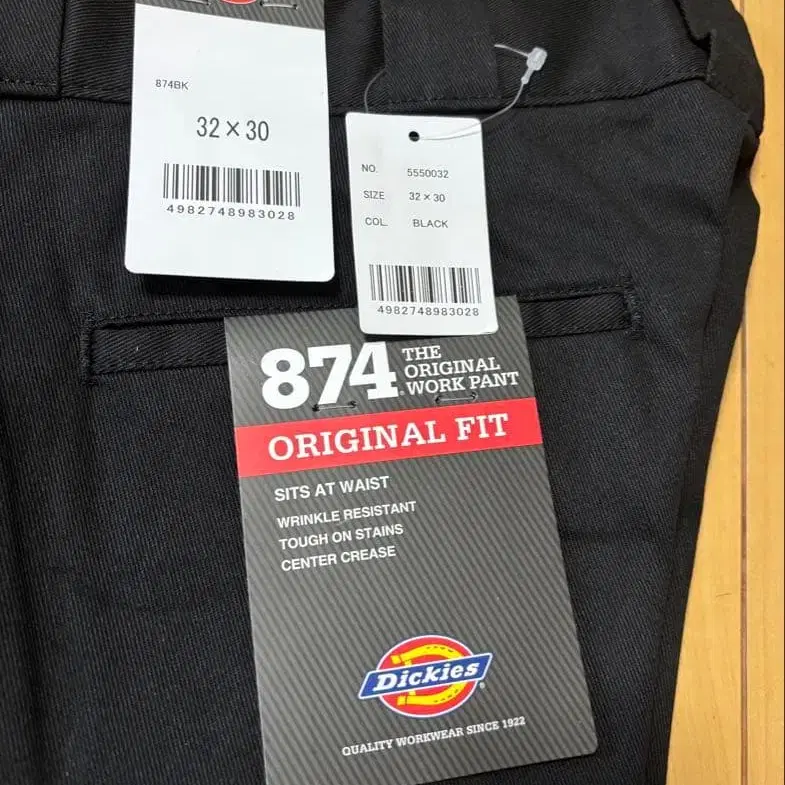 874BK
32×30
4982748983028
NO. 5550032
SIZE 32×30
COL. BLACK
4982748983028
874 THE
ORIGINAL
WORK PANT
ORIGINAL FIT
SITS AT WAIST
WRINKLE RESISTANT
TOUGH ON STAINS
CENTER CREASE
Dickies
QUALITY WORKWEAR SINCE 1922